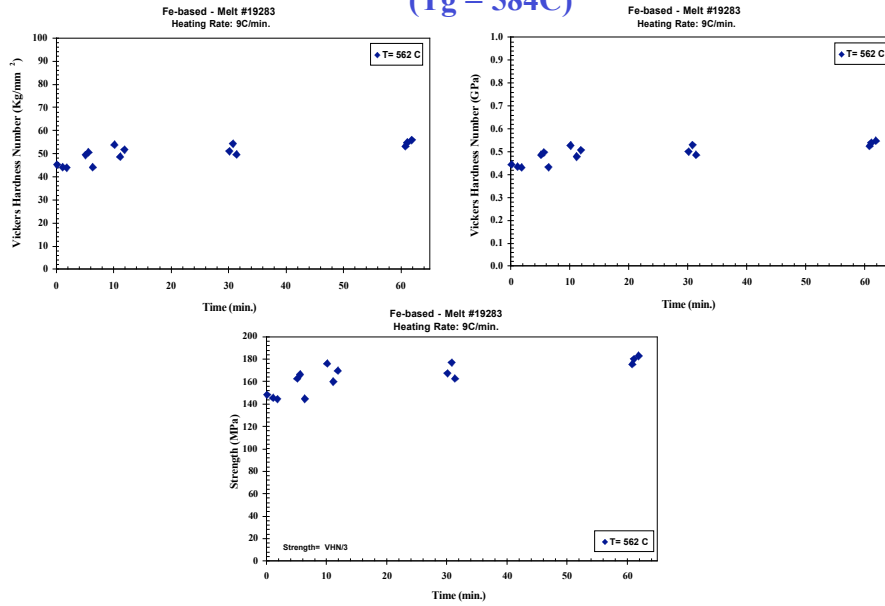 (Tg – 584C)
Fe-based - Melt #19283
Heating Rate: 9C/min.
Vickers Hardness Number (Kg/mm²)
100
90
80
70
60
50
40
30
20
10
0
T= 562 C
0 10 20 30 40 50 60
Time (min.)
Fe-based - Melt #19283
Heating Rate: 9C/min.
Vickers Hardness Number (GPa)
1.0
0.9
0.8
0.7
0.6
0.5
0.4
0.3
0.2
0.1
0.0
T= 562 C
0 10 20 30 40 50 60
Time (min.)
Fe-based - Melt #19283
Heating Rate: 9C/min.
Strength (MPa)
200
180
160
140
120
100
80
60
40
20
0
Strength= VHN/3
T= 562 C
0 10 20 30 40 50 60
Time (min.)